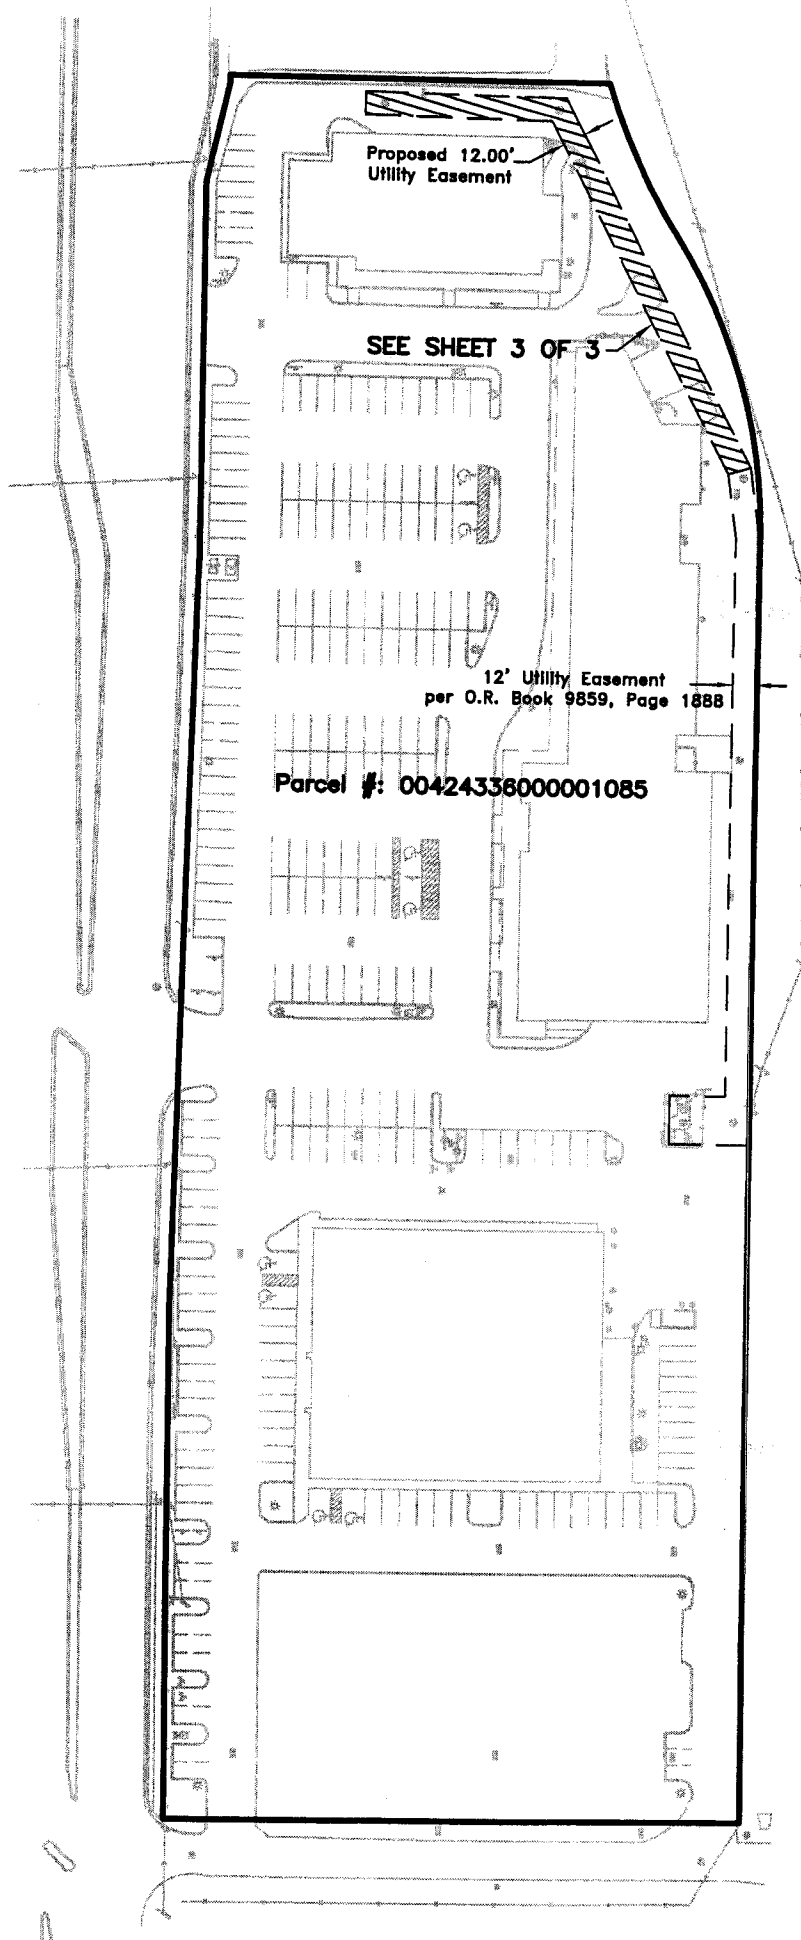 Proposed 12.00'
Utility Easement
SEE SHEET 3 OF 3
12' Utility Easement
per O.R. Book 9859, Page 1888
Parcel #: 00424336000001085